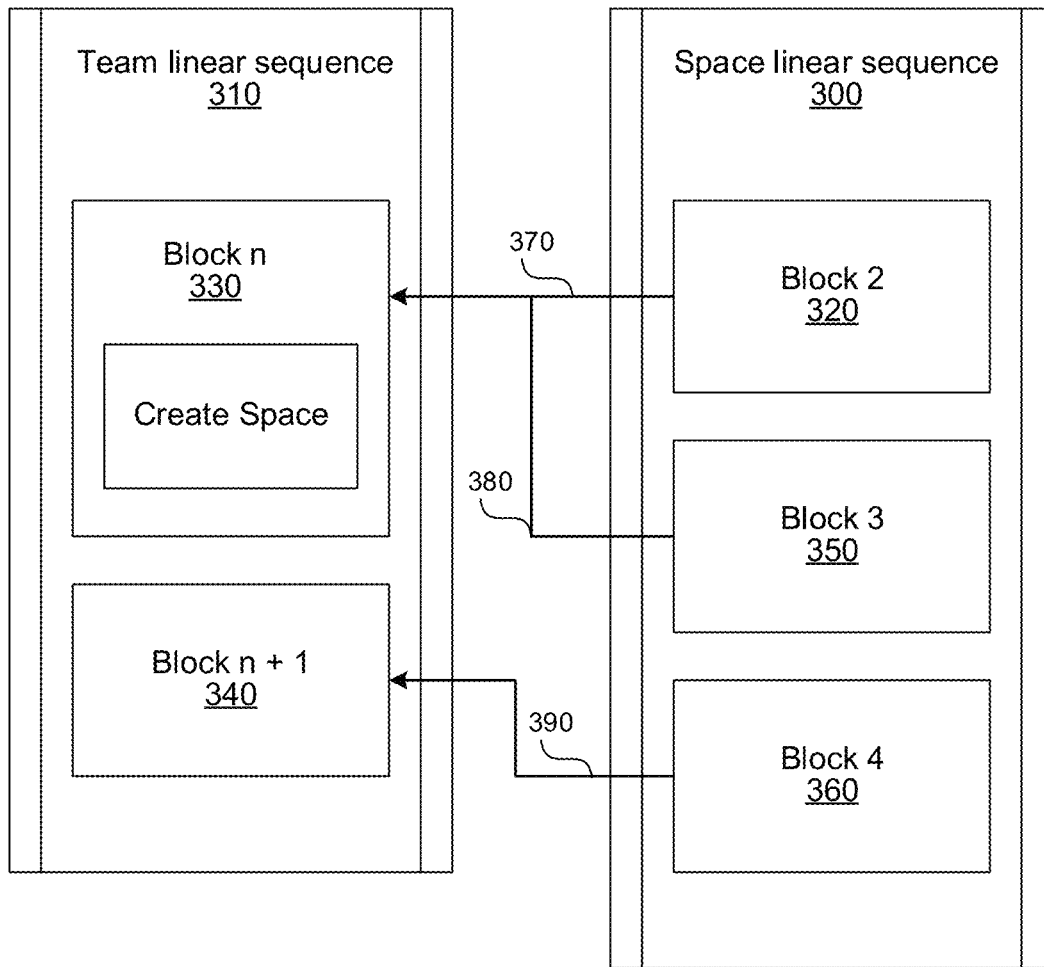 Team linear sequence
310
Space linear sequence
300
Block n
330
Create Space
370
Block 2
320
380
Block 3
350
Block n + 1
340
390
Block 4
360